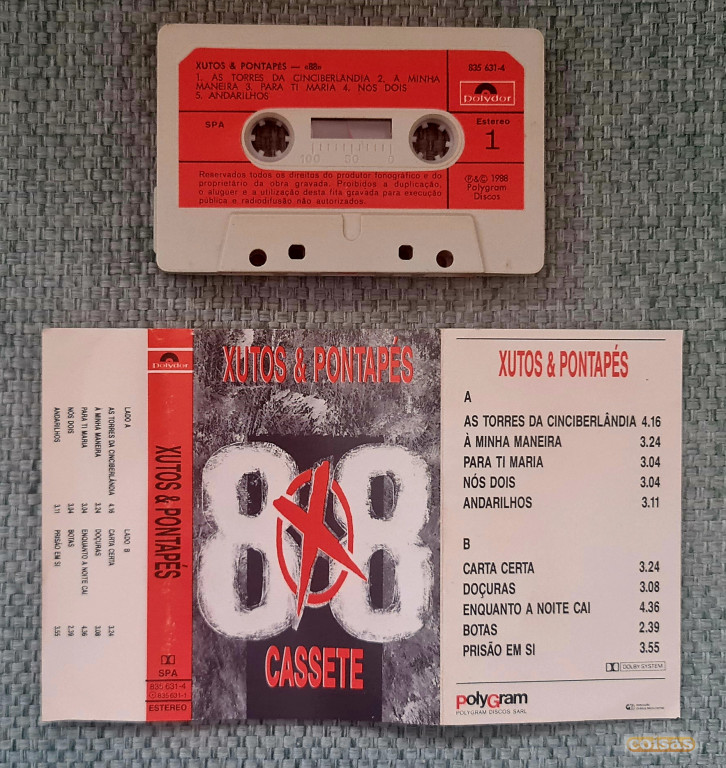 XUTOS & PONTAPÉS — «88»
1. AS TORRES DA CINCIBERLANDIA 2. A MINHA
MANEIRA 3. PARA TI MARIA 4. NÓS DOIS
5. ANDARILHOS
835 631-4
polydor
SPA
Estereo
1
100 50 0
Reservados todos os direitos do produtor fonográfico e do
proprietário da obra gravada. Proibidos a duplicação,
o aluguer e a utilização desta fita gravada para execução
pública e radiodifusão não autorizados.
℗&© 1988
Polygram
Discos
LADO A
AS TORRES DA CINCIBERLÂNDIA 4.16
A MINHA MANEIRA 3.24
PARA TI MARIA 3.04
NÓS DOIS 3.04
ANDARILHOS 3.11
LADO B
CARTA CERTA 3.24
DOÇURAS 3.08
ENQUANTO A NOITE CAI 4.36
BOTAS 2.39
PRISÃO EM SI 3.55
polydor
XUTOS & PONTAPÉS
SPA
835 631-4
835 631-1
ESTEREO
XUTOS & PONTAPÉS
88
X
CASSETE
XUTOS & PONTAPÉS
A
AS TORRES DA CINCIBERLÂNDIA 4.16
À MINHA MANEIRA 3.24
PARA TI MARIA 3.04
NÓS DOIS 3.04
ANDARILHOS 3.11
B
CARTA CERTA 3.24
DOÇURAS 3.08
ENQUANTO A NOITE CAI 4.36
BOTAS 2.39
PRISÃO EM SI 3.55
DOLBY SYSTEM
polyGram
POLYGRAM DISCOS SARL
coisas